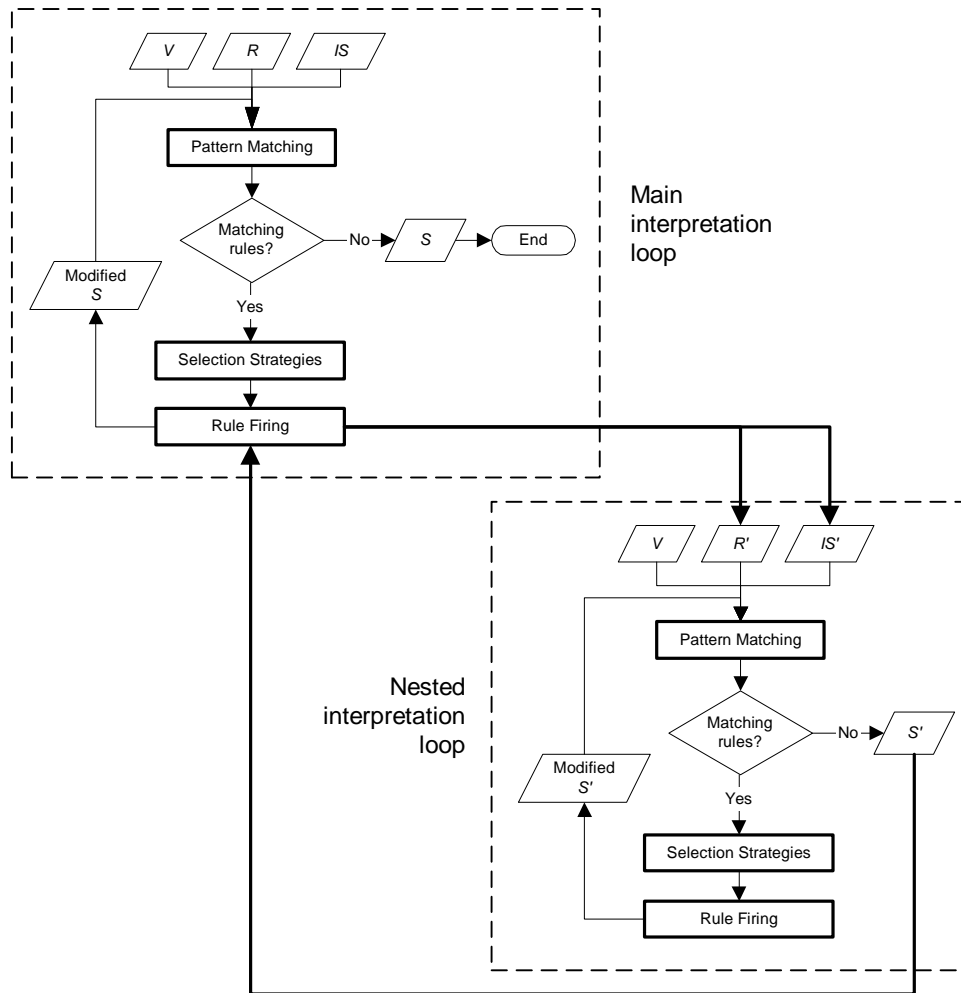 V
R
IS
Pattern Matching
Matching
rules?
No
S
End
Main
interpretation
loop
Modified
S
Yes
Selection Strategies
Rule Firing
V
R'
IS'
Pattern Matching
Nested
interpretation
loop
Matching
rules?
No
S'
Modified
S'
Yes
Selection Strategies
Rule Firing